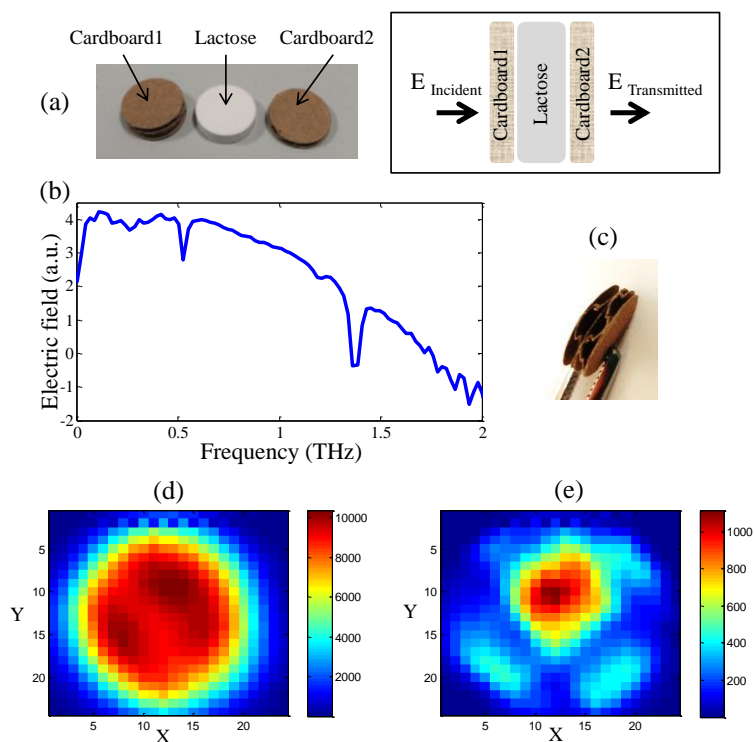 Cardboard1 Lactose Cardboard2
(a)
E Incident
Cardboard1
Lactose
Cardboard2
E Transmitted
(b)
Electric field (a.u.)
4
3
2
1
0
-1
-2
0 0.5 1 1.5 2
Frequency (THz)
(c)
(d)
Y
5
10
15
20
5 10 15 20
X
10000
8000
6000
4000
2000
(e)
Y
5
10
15
20
5 10 15 20
X
1000
800
600
400
200